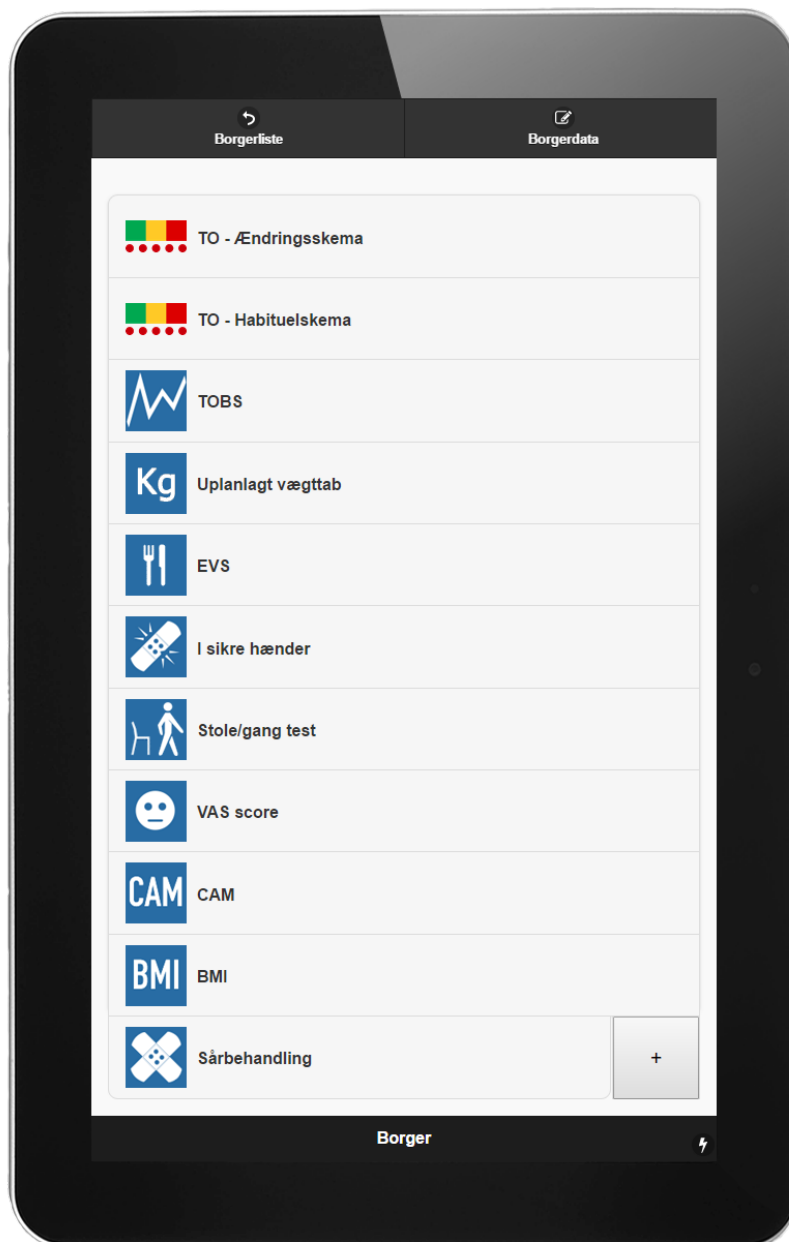 Borgerliste
Borgerdata
TO - Ændringsskema
TO - Habituelskema
TOBS
Kg
Uplanlagt vægttab
EVS
I sikre hænder
Stole/gang test
VAS score
CAM
CAM
BMI
BMI
Sårbehandling
+
Borger